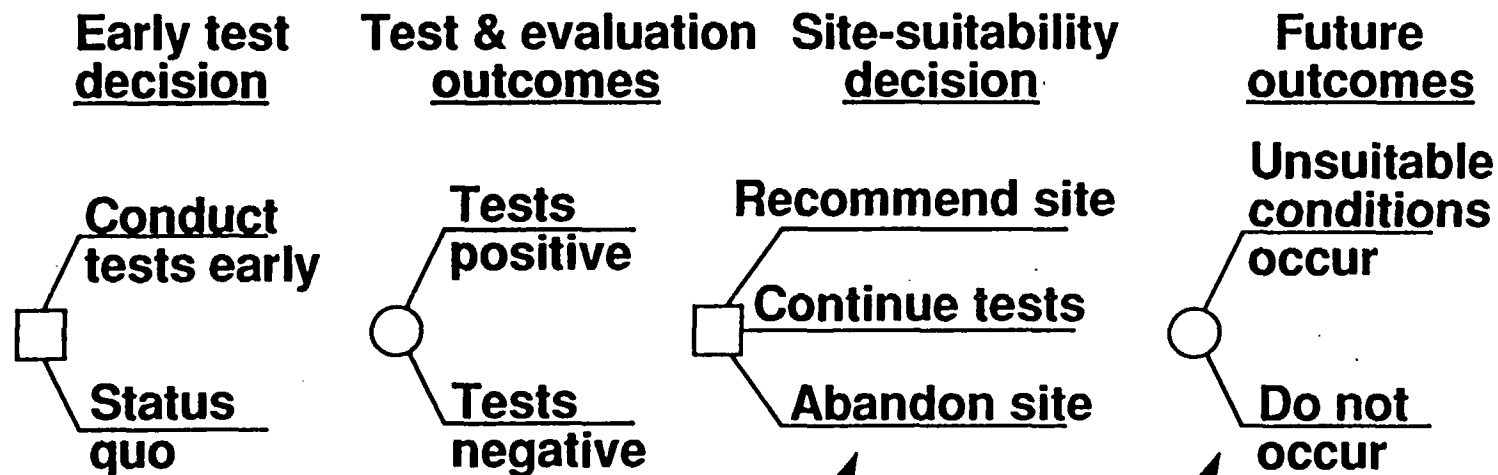 Early test
decision
Test & evaluation
outcomes
Site-suitability
decision
Future
outcomes
Conduct
tests early
Status
quo
Tests
positive
Tests
negative
Recommend site
Continue tests
Abandon site
Unsuitable
conditions
occur
Do not
occur